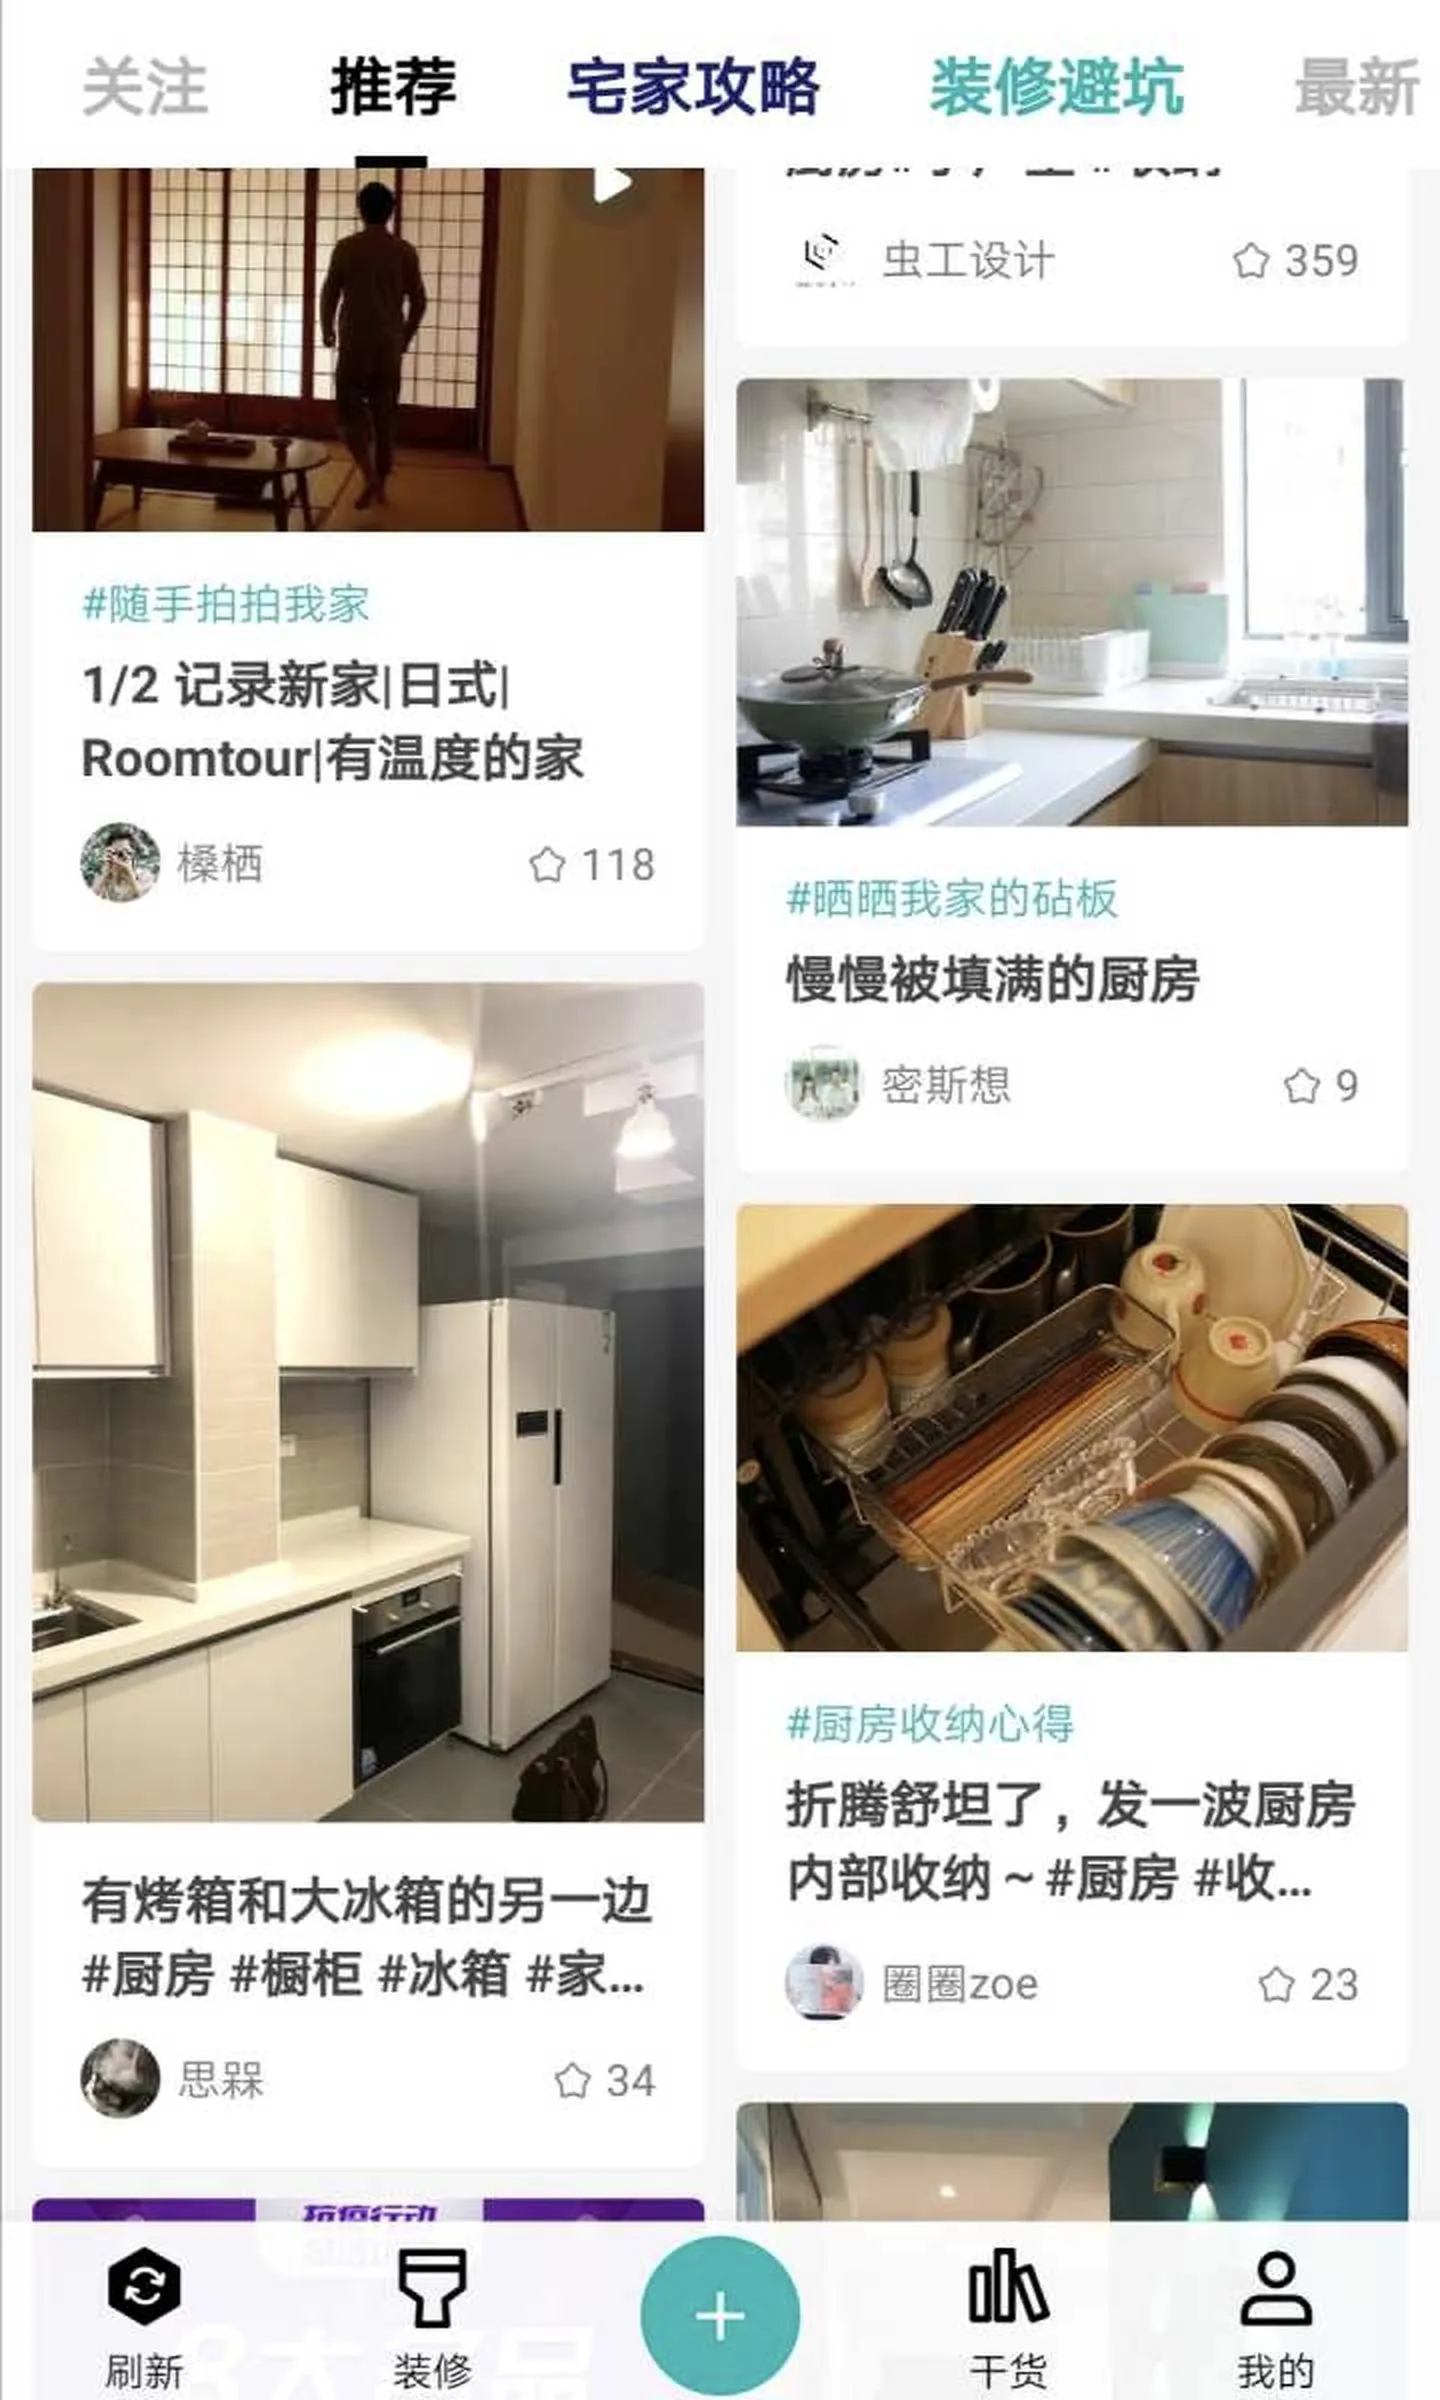 关注 推荐 宅家攻略 装修避坑 最新
虫工设计 359
#随手拍拍我家
1/2 记录新家|日式|
Roomtour|有温度的家
槡栖 118
#晒晒我家的砧板
慢慢被填满的厨房
密斯想 9
有烤箱和大冰箱的另一边
#厨房 #橱柜 #冰箱 #家...
思槑 34
#厨房收纳心得
折腾舒坦了，发一波厨房
内部收纳~#厨房 #收...
圈圈zoe 23
刷新 装修 干货 我的